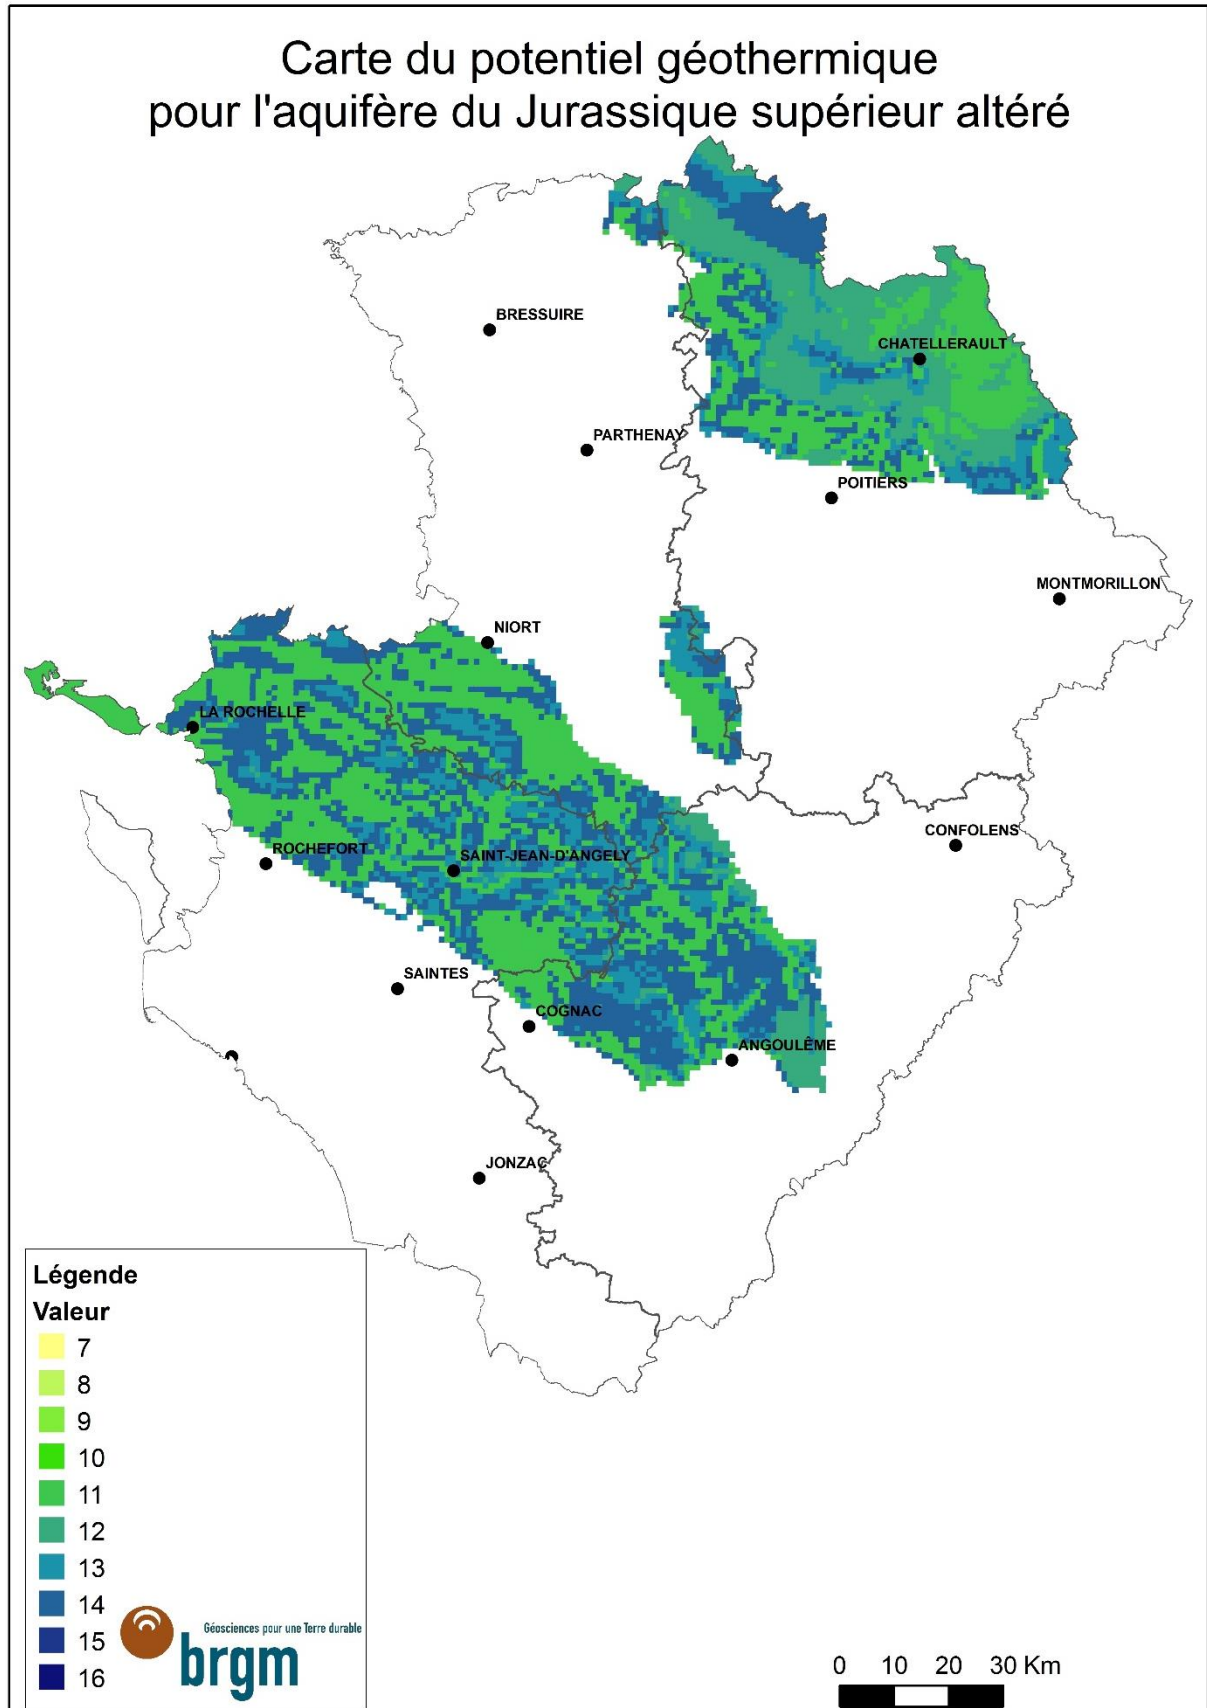 Carte du potentiel géothermique
pour l'aquifère du Jurassique supérieur altéré
BRESSUIRE
CHATELLERAULT
PARTHENAY
POITIERS
MONTMORILLON
NIORT
LA ROCHELLE
CONFOLENS
ROCHEFORT
SAINT-JEAN-D'ANGELY
SAINTES
COGNAC
ANGOULÊME
JONZAC
Légende
Valeur
7
8
9
10
11
12
13
14
15
16
Géosciences pour une Terre durable
brgm
0 10 20 30 Km